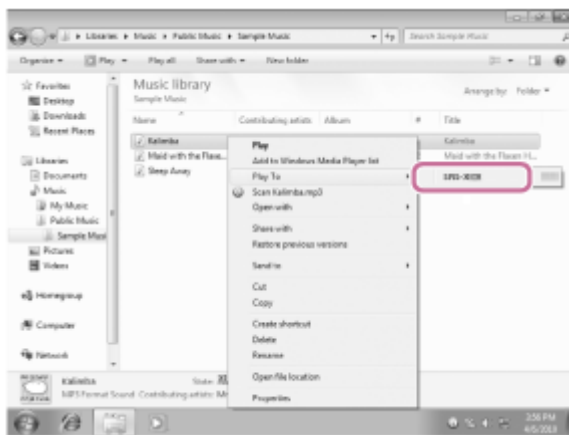 Libraries ▸ Music ▸ Public Music ▸ Sample Music
Search Sample Music
Organize
Play
Play all
Share with
New folder
Favorites
Desktop
Downloads
Recent Places
Libraries
Documents
Music
My Music
Public Music
Sample Musi
Pictures
Videos
Homegroup
Computer
Network
Music library
Sample Music
Arrange by: Folder
Name
Contributing artists
Album
#
Title
Kalimba
Kalimba
Maid with the Flaxe...
Maid with the Flaxen H...
Sleep Away
Play
Add to Windows Media Player list
Play To
Scan Kalimba.mp3
Open with
Share with
Restore previous versions
Send to
Cut
Copy
Create shortcut
Delete
Rename
Open file location
Properties
Kalimba
State:
MP3 Format Sound
Contributing artists:
3:56 PM